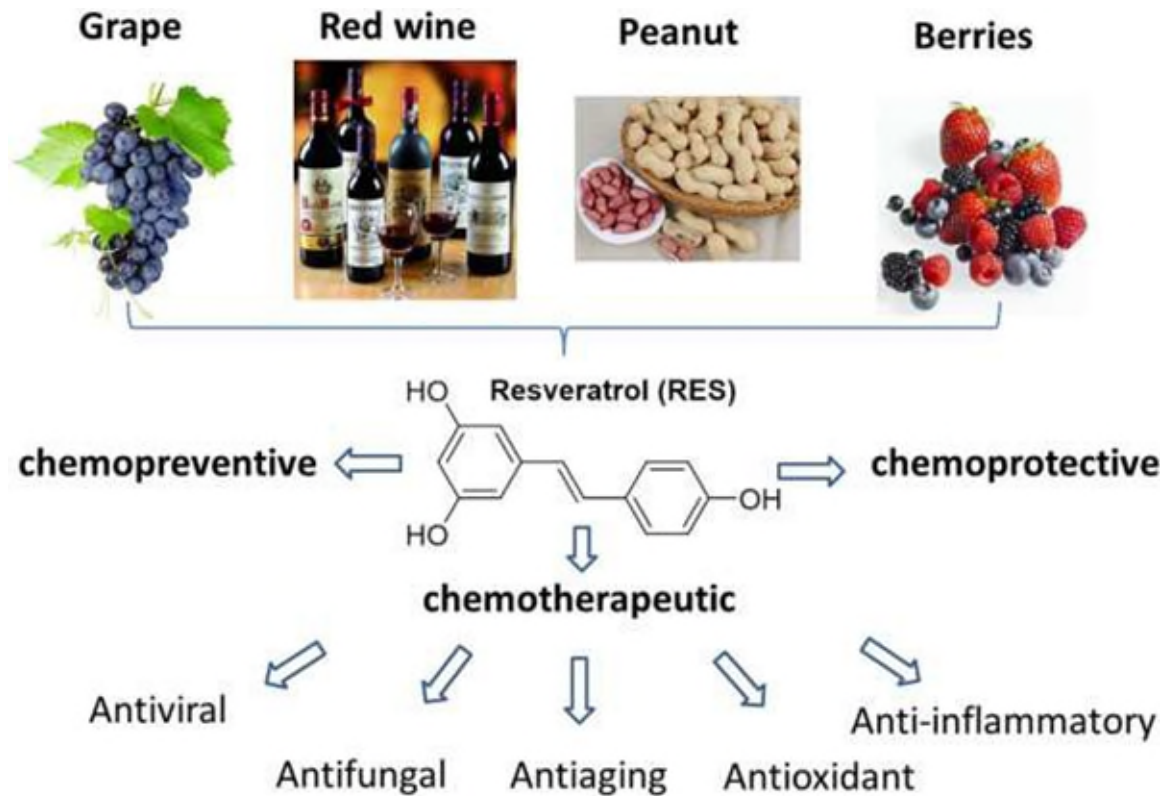 Grape
Red wine
Peanut
Berries
HO
Resveratrol (RES)
chemopreventive
chemoprotective
OH
HO
chemotherapeutic
Antiviral
Anti-inflammatory
Antifungal
Antiaging
Antioxidant